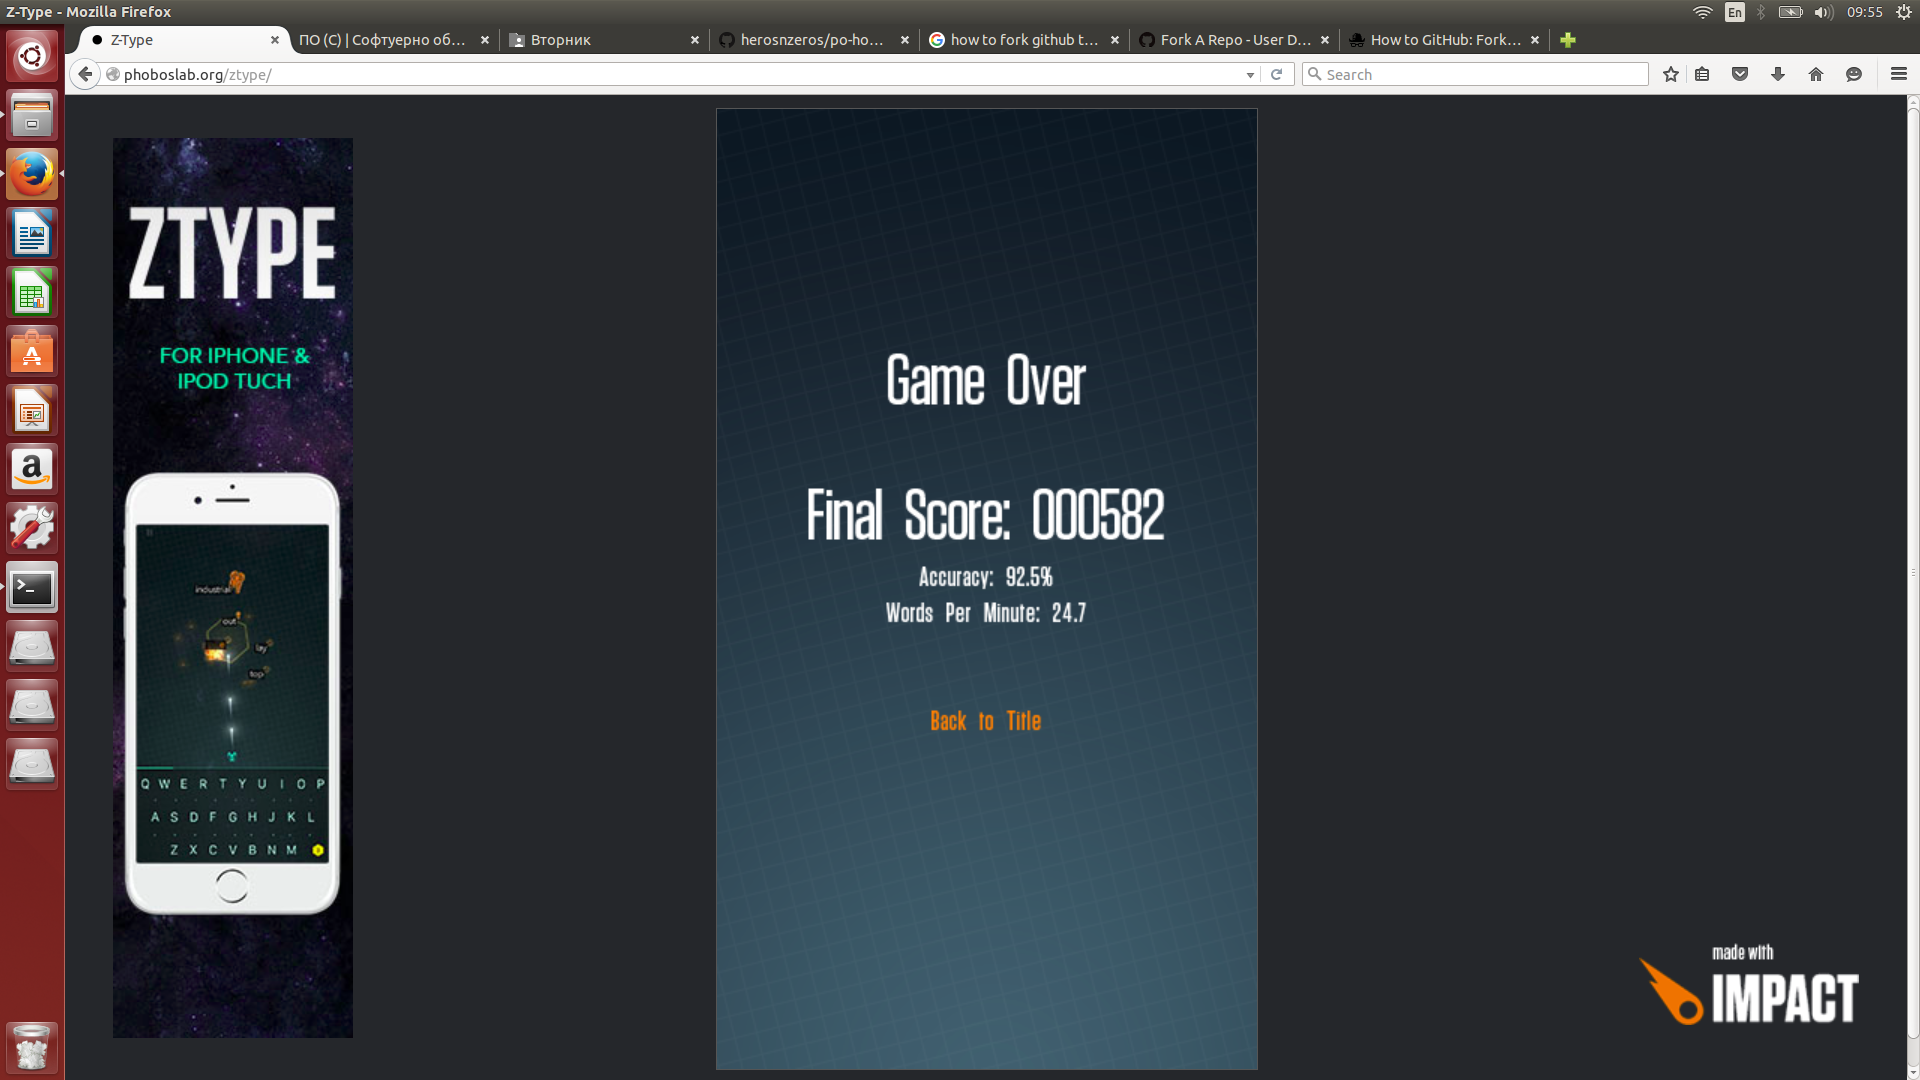 Z-Type - Mozilla Firefox
En
09:55
Z-Type
ПО (С) | Софтуерно об...
Вторник
herosnzeros/po-ho...
how to fork github t...
Fork A Repo - User D...
How to GitHub: Fork...
phoboslab.org/ztype/
Search
ZTYPE
FOR IPHONE &
IPOD TUCH
industrial
out
lay
top
Q W E R T Y U I O P
A S D F G H J K L
Z X C V B N M
Game Over
Final Score: 000582
Accuracy: 92.5%
Words Per Minute: 24.7
Back to Title
made with
IMPACT